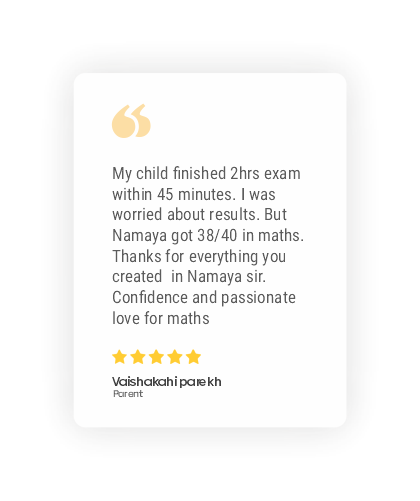 My child finished 2hrs exam
within 45 minutes. I was
worried about results. But
Namaya got 38/40 in maths.
Thanks for everything you
created  in Namaya sir.
Confidence and passionate
love for maths
Vaishakahi parekh
Parent